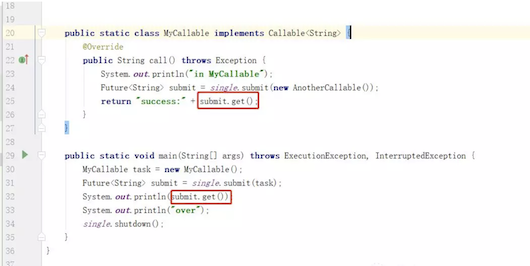 18
19
20 public static class MyCallable implements Callable<String> {
21 @Override
22 public String call() throws Exception {
23 System.out.println("in MyCallable");
24 Future<String> submit = single.submit(new AnotherCallable());
25 return "success:" + submit.get();
26 }
27 }
28
29 public static void main(String[] args) throws ExecutionException, InterruptedException {
30 MyCallable task = new MyCallable();
31 Future<String> submit = single.submit(task);
32 System.out.println(submit.get());
33 System.out.println("over");
34 single.shutdown();
35 }
36 }